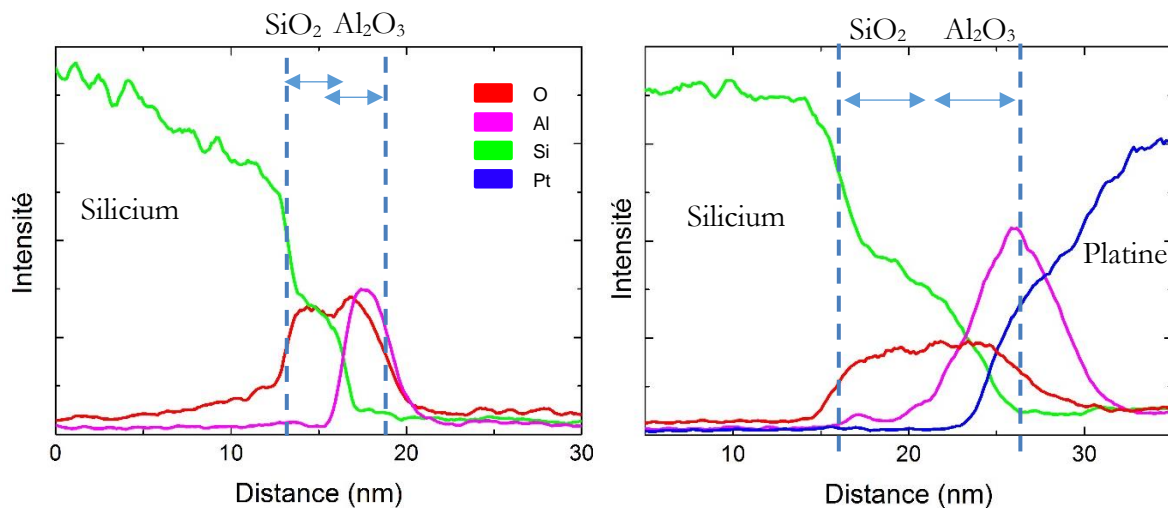 SiO₂ Al₂O₃
O
Al
Si
Pt
Silicium
Intensité
0 10 20 30
Distance (nm)
SiO₂ Al₂O₃
Silicium
Platine
Intensité
10 20 30
Distance (nm)